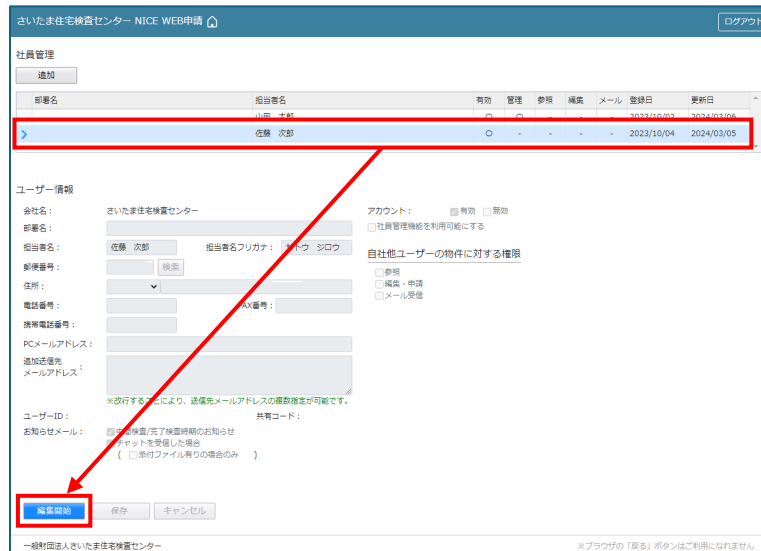 さいたま住宅検査センター NICE WEB申請 ログアウト
社員管理
追加
部署名 担当者名 有効 管理 参照 編集 メール 登録日 更新日
山田 太郎 ○ ○ - - - 2023/10/02 2024/03/06
佐藤 次郎 ○ - - - - 2023/10/04 2024/03/05
ユーザー情報
会社名： さいたま住宅検査センター アカウント： 有効 無効
部署名： 社員管理機能を利用可能にする
担当者名： 佐藤 次郎 担当者名フリガナ： サトウ ジロウ
自社他ユーザーの物件に対する権限
郵便番号： 検索 参照
住所： 編集・申請
メール受信
電話番号： FAX番号：
携帯電話番号：
PCメールアドレス：
追加送信先
メールアドレス：
※改行することにより、送信先メールアドレスの複数指定が可能です。
ユーザーID： 共有コード：
お知らせメール： 中間検査/完了検査時期のお知らせ
チャットを受信した場合
( 添付ファイル有りの場合のみ )
編集開始 保存 キャンセル
一般財団法人さいたま住宅検査センター ※ブラウザの「戻る」ボタンはご利用になれません